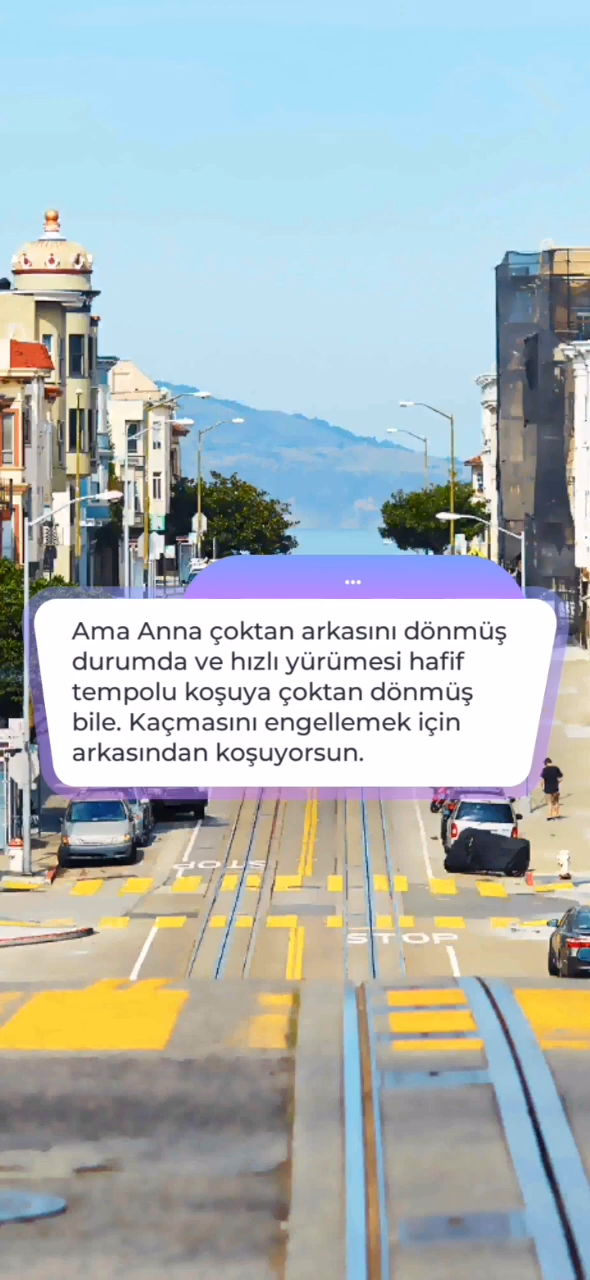 ...
Ama Anna çoktan arkasını dönmüş
durumda ve hızlı yürümesi hafif
tempolu koşuya çoktan dönmüş
bile. Kaçmasını engellemek için
arkasından koşuyorsun.
STOP
STOP